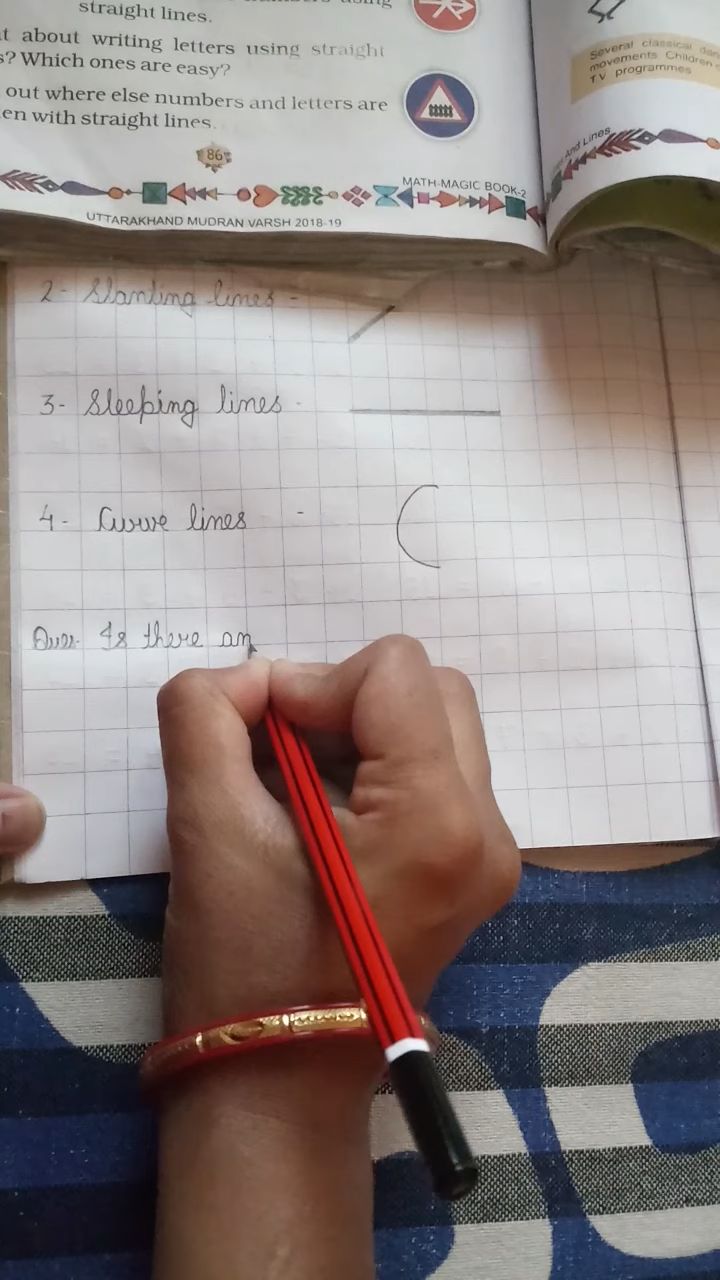 straight lines.
about writing letters using straight
? Which ones are easy?
out where else numbers and letters are
en with straight lines.
86
MATH-MAGIC BOOK-2
UTTARAKHAND MUDRAN VARSH 2018-19
Several classical
movements. Children
T.V programmes
And Lines
2- Slanting lines -
3- Sleeping lines -
4- Curve lines -
Ques. Is there an